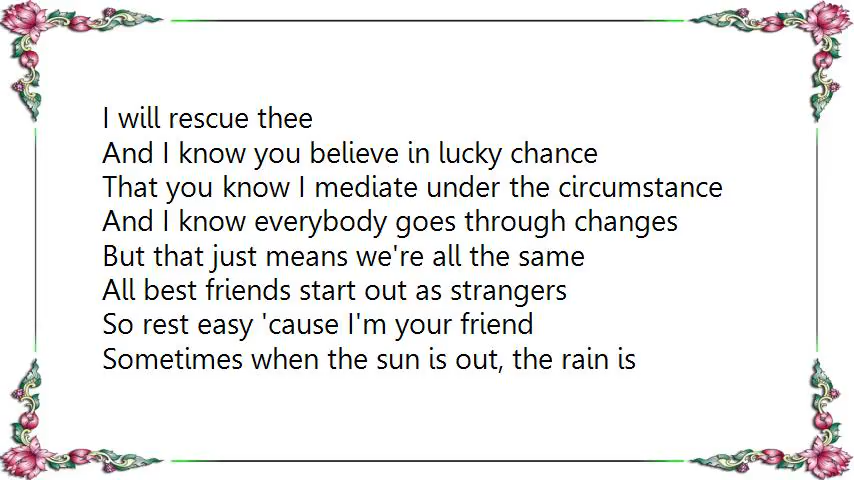 I will rescue thee
And I know you believe in lucky chance
That you know I mediate under the circumstance
And I know everybody goes through changes
But that just means we're all the same
All best friends start out as strangers
So rest easy 'cause I'm your friend
Sometimes when the sun is out, the rain is